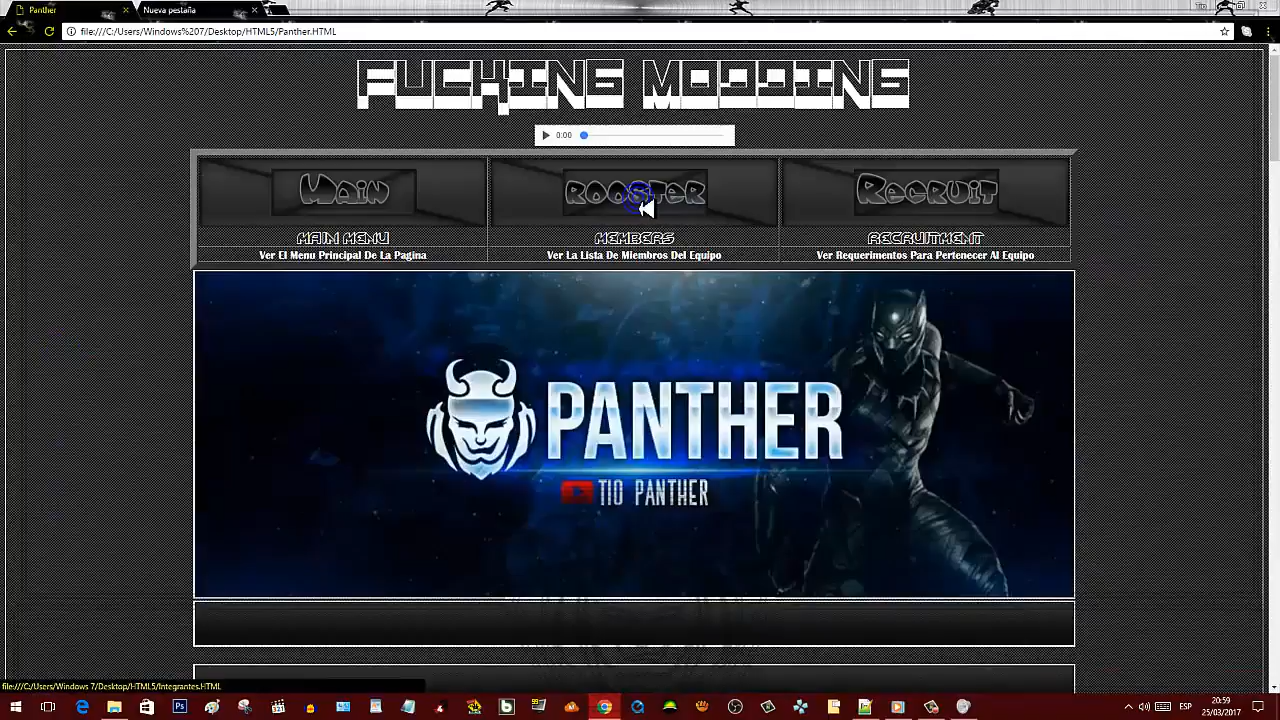 Panther
Nueva pestaña
file:///C:/Users/Windows%207/Desktop/HTML5/Panther.HTML
FUCKING MODDING
0:00
Main
Rooster
Recruit
MAIN MENU
MEMBERS
RECRUITMENT
Ver El Menu Principal De La Pagina
Ver La Lista De Miembros Del Equipo
Ver Requerimentos Para Pertenecer Al Equipo
PANTHER
TIO PANTHER
file:///C:/Users/Windows 7/Desktop/HTML5/Integrantes.HTML
ESP
20:59
25/03/2017